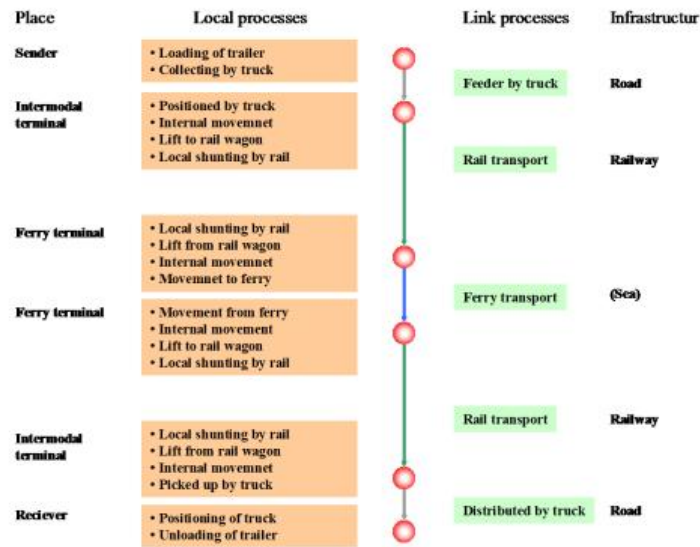 Place Local processes Link processes Infrastructur
Sender
• Loading of trailer
• Collecting by truck
Feeder by truck Road
Intermodal
terminal
• Positioned by truck
• Internal movemnet
• Lift to rail wagon
• Local shunting by rail
Rail transport Railway
Ferry terminal
• Local shunting by rail
• Lift from rail wagon
• Internal movemnet
• Movemnet to ferry
Ferry transport (Sea)
Ferry terminal
• Movement from ferry
• Internal movement
• Lift to rail wagon
• Local shunting by rail
Rail transport Railway
Intermodal
terminal
• Local shunting by rail
• Lift from rail wagon
• Internal movemnet
• Picked up by truck
Distributed by truck Road
Reciever
• Positioning of truck
• Unloading of trailer